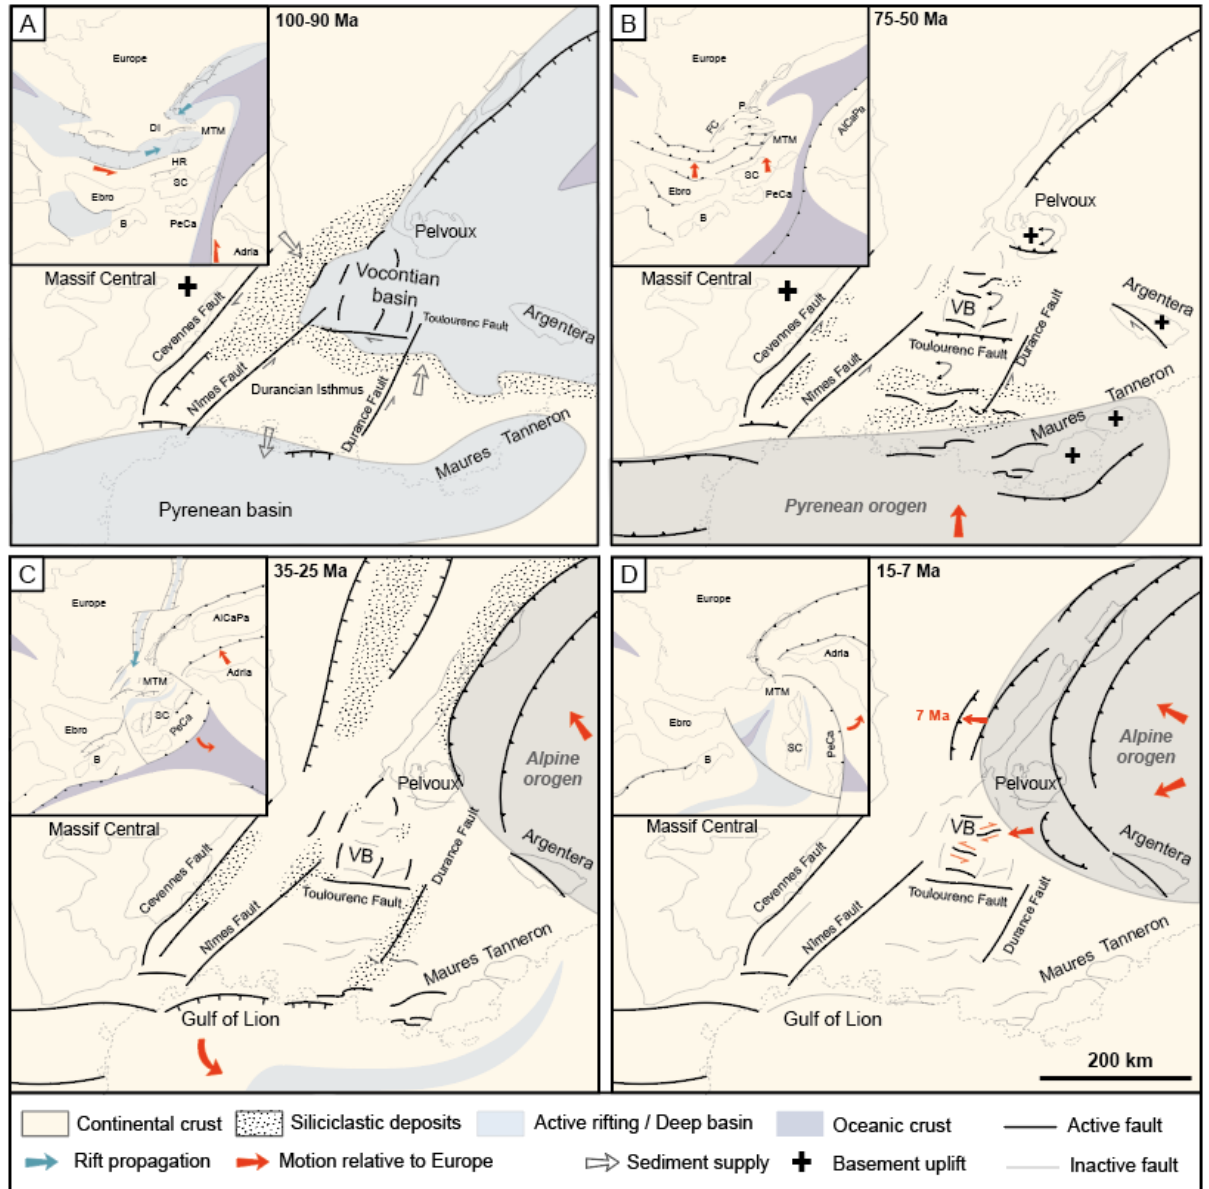 A
100-90 Ma
Europe
DI
MTM
HR
SC
Ebro
B
PeCa
Adria
Massif Central
Pelvoux
Vocontian
basin
Argentera
Toulourenc Fault
Cevennes Fault
Nîmes Fault
Durancian Isthmus
Durance Fault
Maures Tanneron
Pyrenean basin
B
75-50 Ma
Europe
P
FC
MTM
AlCaPa
SC
Ebro
PeCa
B
Pelvoux
Massif Central
Argentera
VB
Cevennes Fault
Toulourenc Fault
Durance Fault
Nîmes Fault
Maures Tanneron
Pyrenean orogen
C
35-25 Ma
Europe
AlCaPa
Adria
MTM
SC
PeCa
Ebro
B
Alpine
orogen
Pelvoux
Massif Central
VB
Durance Fault
Argentera
Cevennes Fault
Toulourenc Fault
Nîmes Fault
Maures Tanneron
Gulf of Lion
D
15-7 Ma
Europe
Adria
MTM
Ebro
SC
PeCa
B
7 Ma
Alpine
orogen
Pelvoux
Massif Central
VB
Argentera
Cevennes Fault
Toulourenc Fault
Nîmes Fault
Durance Fault
Maures Tanneron
Gulf of Lion
200 km
Continental crust
Siliciclastic deposits
Active rifting / Deep basin
Oceanic crust
Active fault
Rift propagation
Motion relative to Europe
Sediment supply
Basement uplift
Inactive fault